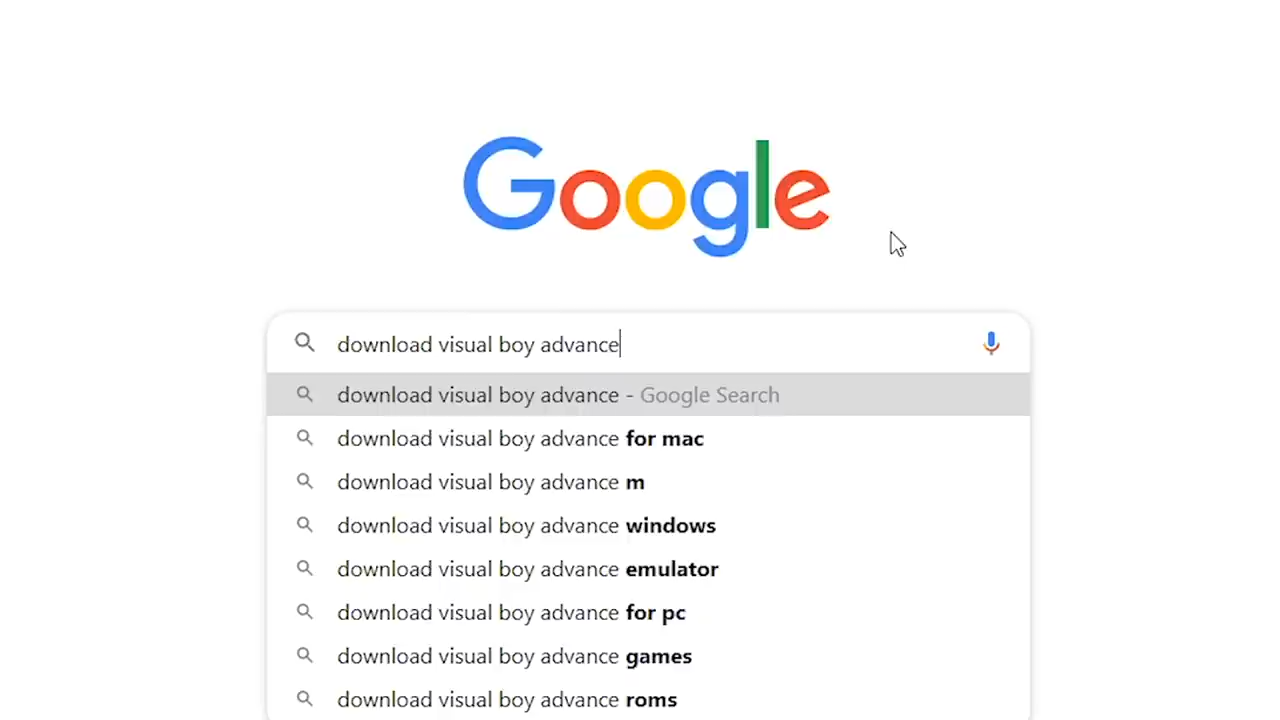 Google
download visual boy advance
download visual boy advance - Google Search
download visual boy advance for mac
download visual boy advance m
download visual boy advance windows
download visual boy advance emulator
download visual boy advance for pc
download visual boy advance games
download visual boy advance roms